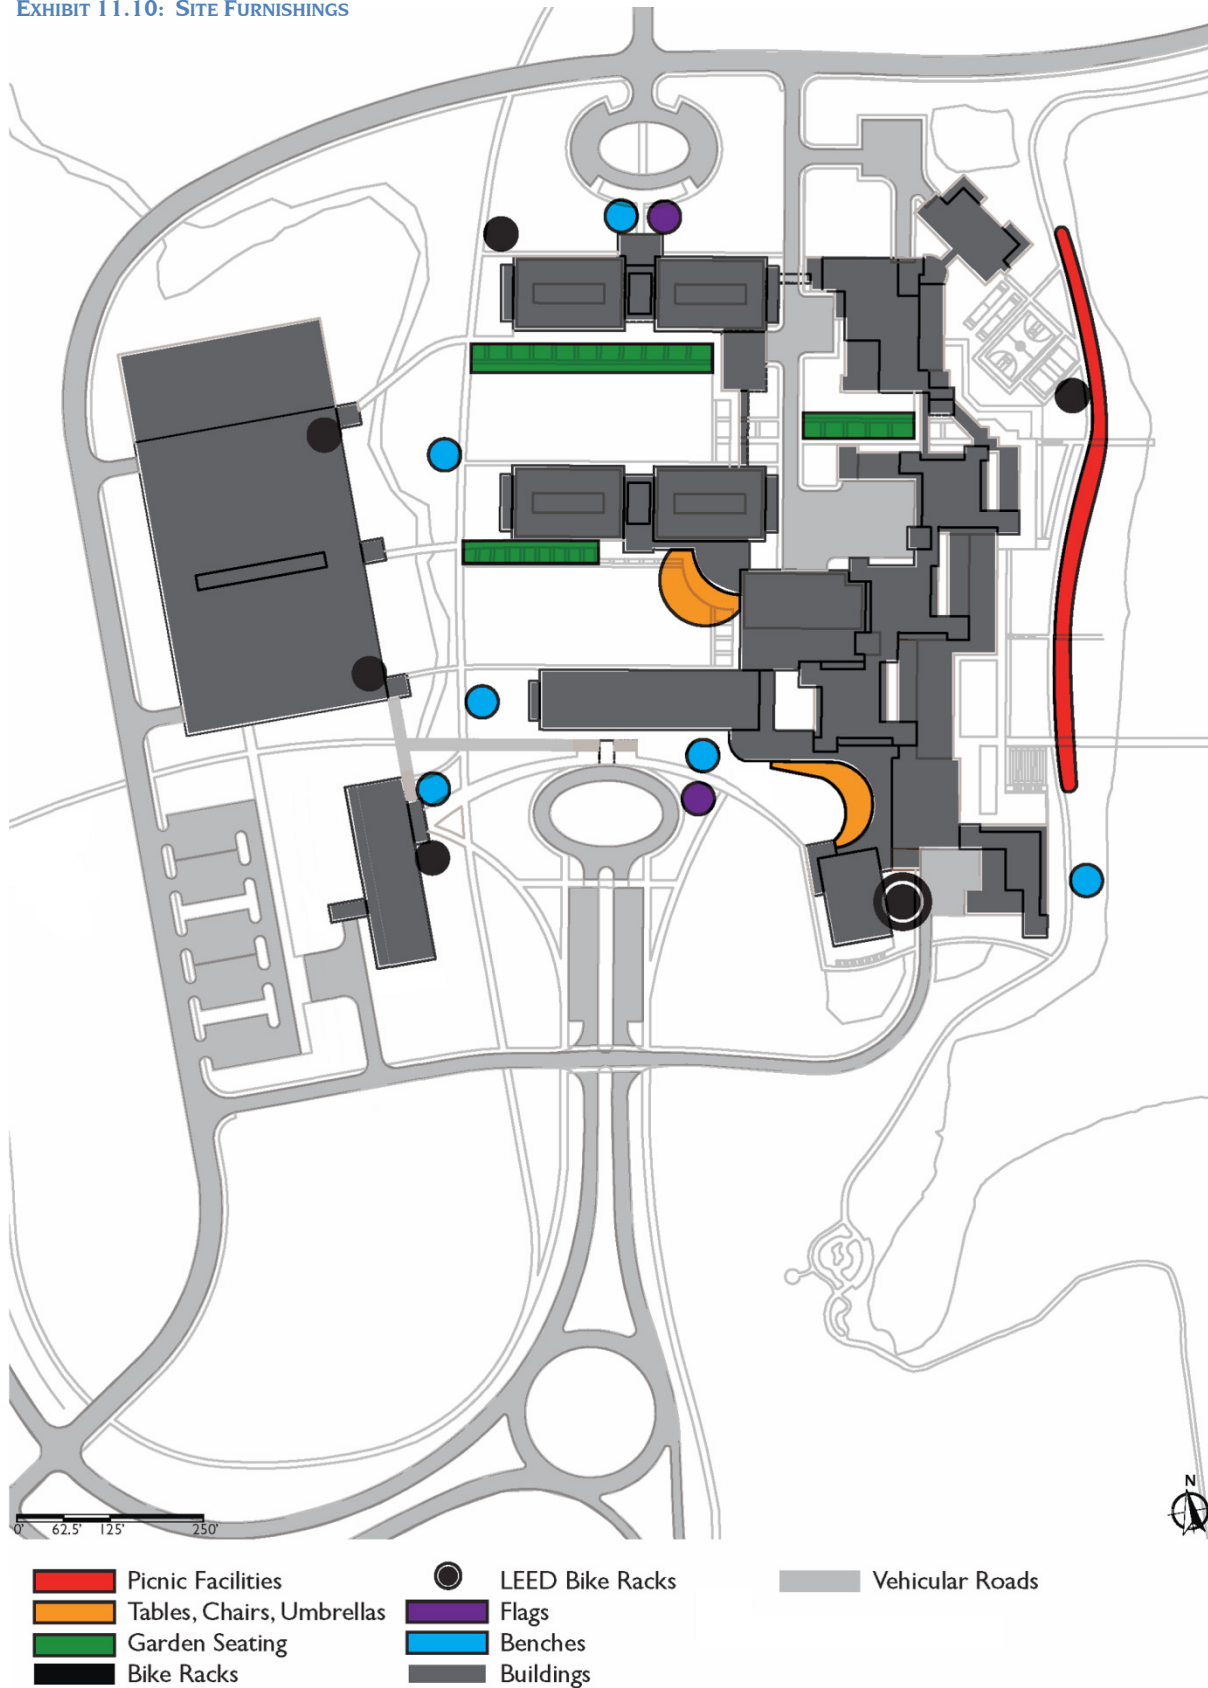 EXHIBIT 11.10: SITE FURNISHINGS
N
0' 62.5' 125' 250'
Picnic Facilities
Tables, Chairs, Umbrellas
Garden Seating
Bike Racks
LEED Bike Racks
Flags
Benches
Buildings
Vehicular Roads